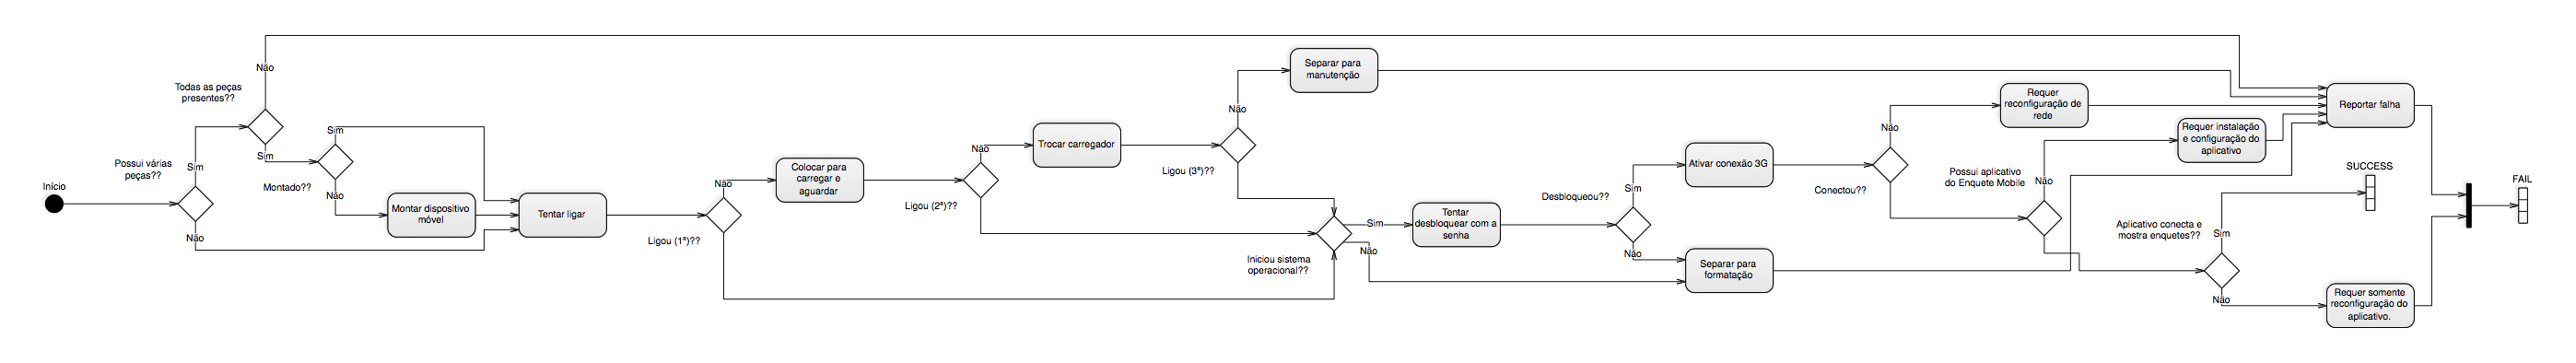 Início
Possui várias
peças??
Sim
Não
Todas as peças
presentes??
Não
Sim
Montado??
Sim
Não
Montar dispositivo
móvel
Tentar ligar
Ligou (1ª)??
Não
Colocar para
carregar e
aguardar
Ligou (2ª)??
Não
Trocar carregador
Ligou (3ª)??
Não
Separar para
manutenção
Iniciou sistema
operacional??
Sim
Não
Tentar
desbloquear com a
senha
Desbloqueou??
Sim
Não
Ativar conexão 3G
Separar para
formatação
Conectou??
Não
Requer
reconfiguração de
rede
Possui aplicativo
do Enquete Mobile
Não
Requer instalação
e configuração do
aplicativo
Aplicativo conecta e
mostra enquetes??
Sim
Não
Reportar falha
SUCCESS
Requer somente
reconfiguração do
aplicativo.
FAIL